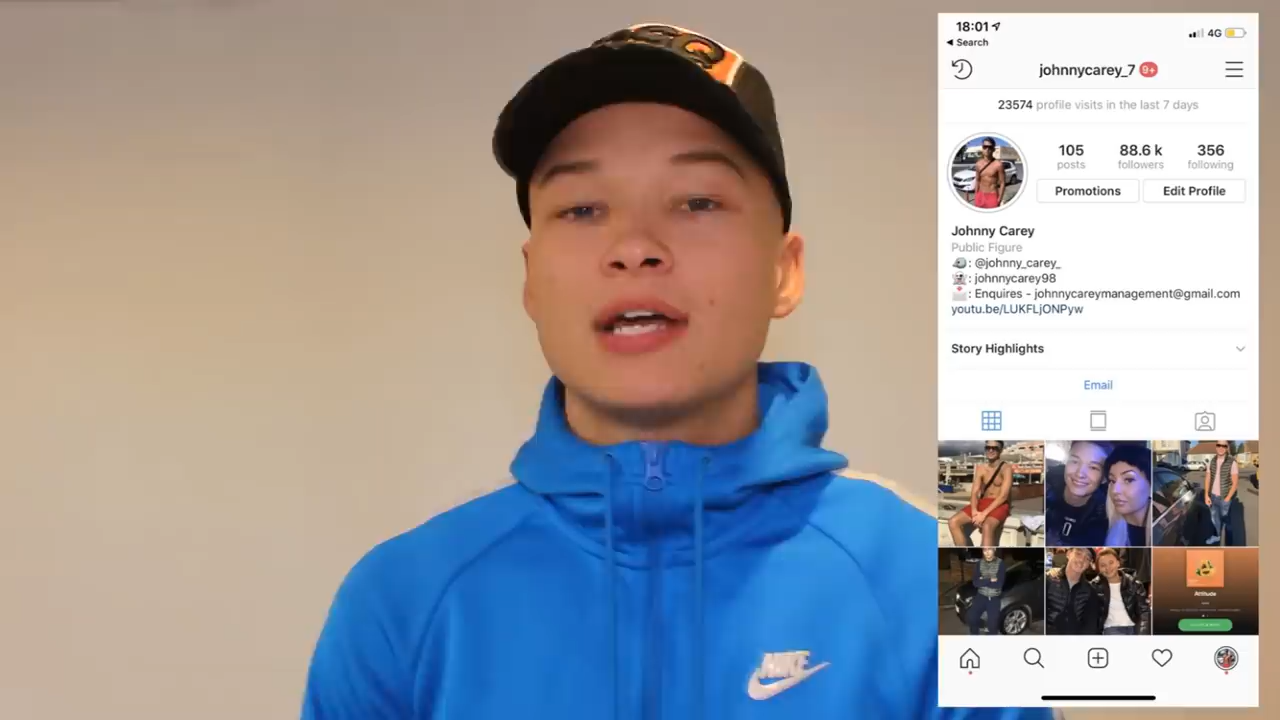 18:01
4G
Search
johnnycarey_7 9+
23574 profile visits in the last 7 days
105 88.6 k 356
posts followers following
Promotions Edit Profile
Johnny Carey
Public Figure
: @johnny_carey_
: johnnycarey98
: Enquires - johnnycareymanagement@gmail.com
youtu.be/LUKFLjONPyw
Story Highlights
Email
Attitude
NIKE